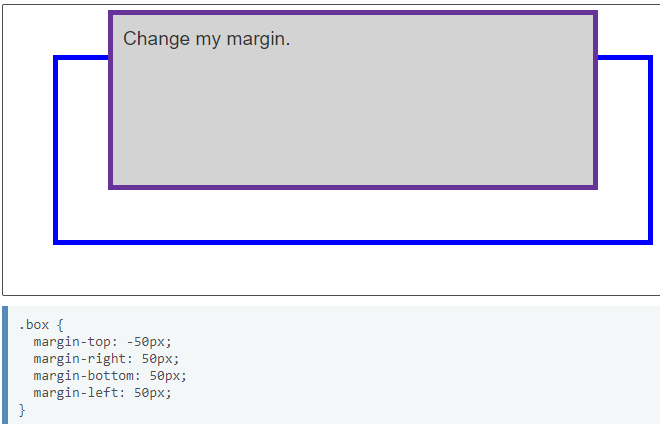 Change my margin.
.box {
  margin-top: -50px;
  margin-right: 50px;
  margin-bottom: 50px;
  margin-left: 50px;
}